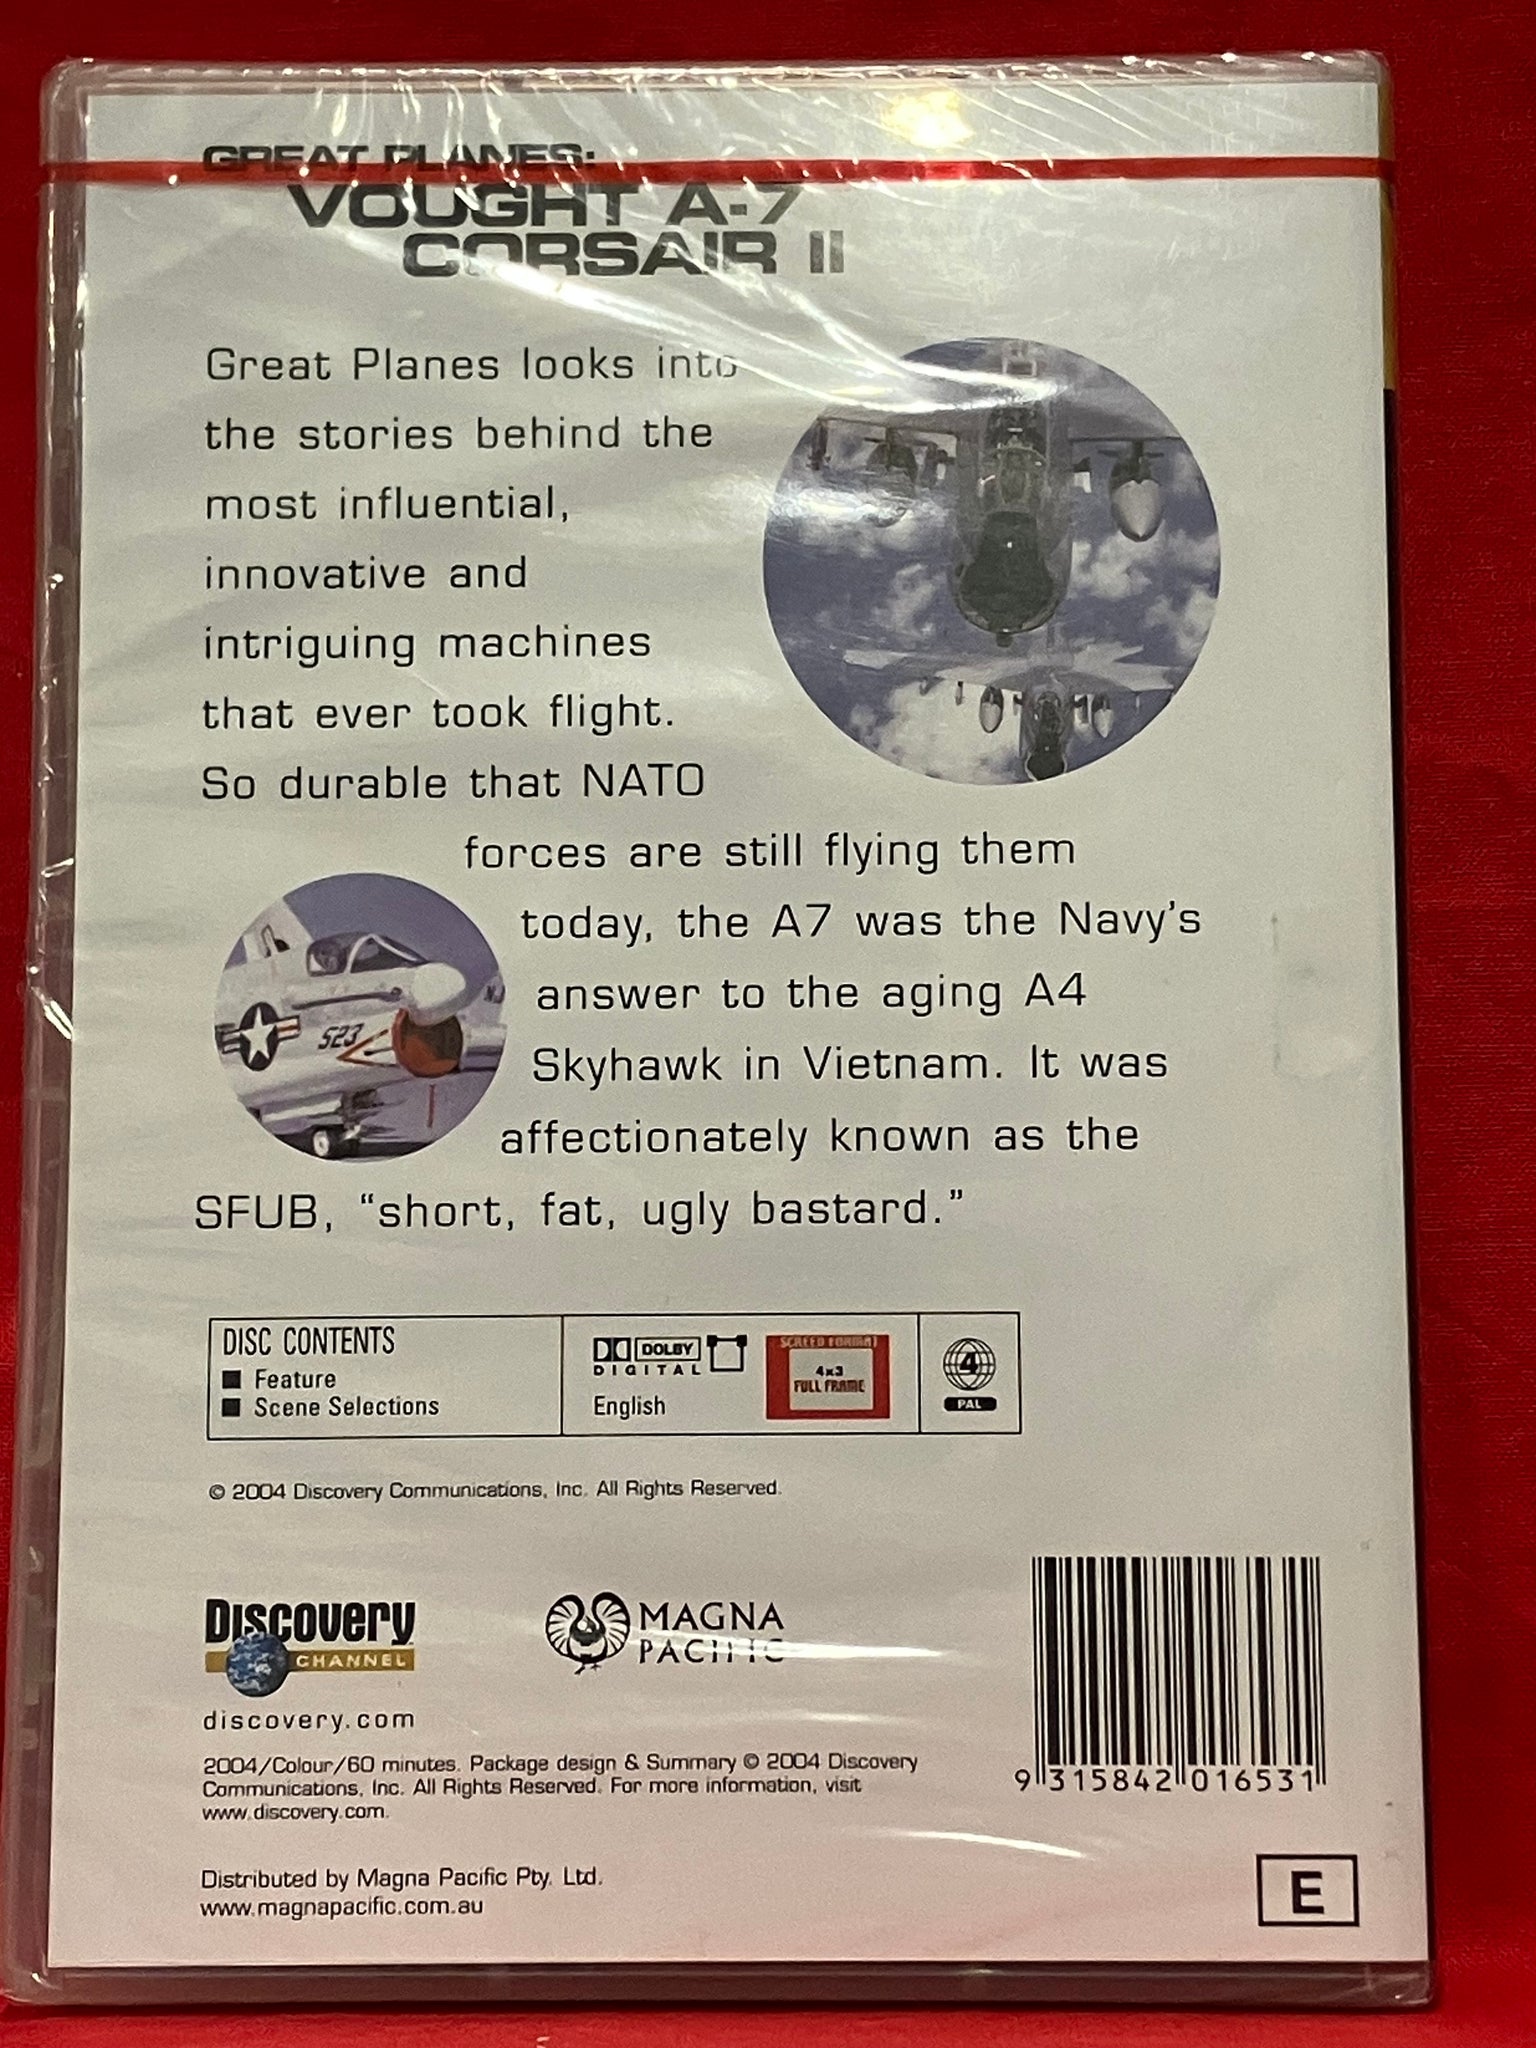 GREAT PLANES:
VOUGHT A-7
CORSAIR II
Great Planes looks into
the stories behind the
most influential,
innovative and
intriguing machines
that ever took flight.
So durable that NATO
forces are still flying them
today, the A7 was the Navy's
answer to the aging A4
Skyhawk in Vietnam. It was
affectionately known as the
SFUB, “short, fat, ugly bastard.”
523
NJ
DISC CONTENTS
■ Feature
■ Scene Selections
DOLBY
DIGITAL
English
SCREEN FORMAT
4x3
FULL FRAME
4
PAL
© 2004 Discovery Communications, Inc. All Rights Reserved.
Discovery
CHANNEL
discovery.com
MAGNA
PACIFIC
2004/Colour/60 minutes. Package design & Summary © 2004 Discovery
Communications, Inc. All Rights Reserved. For more information, visit
www.discovery.com.
Distributed by Magna Pacific Pty. Ltd.
www.magnapacific.com.au
9 315842 016531
E